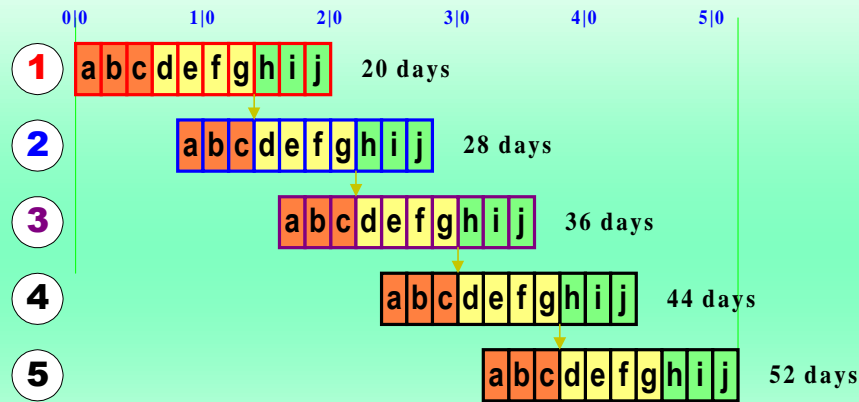 0|0 1|0 2|0 3|0 4|0 5|0
1 a b c d e f g h i j 20 days
2 a b c d e f g h i j 28 days
3 a b c d e f g h i j 36 days
4 a b c d e f g h i j 44 days
5 a b c d e f g h i j 52 days